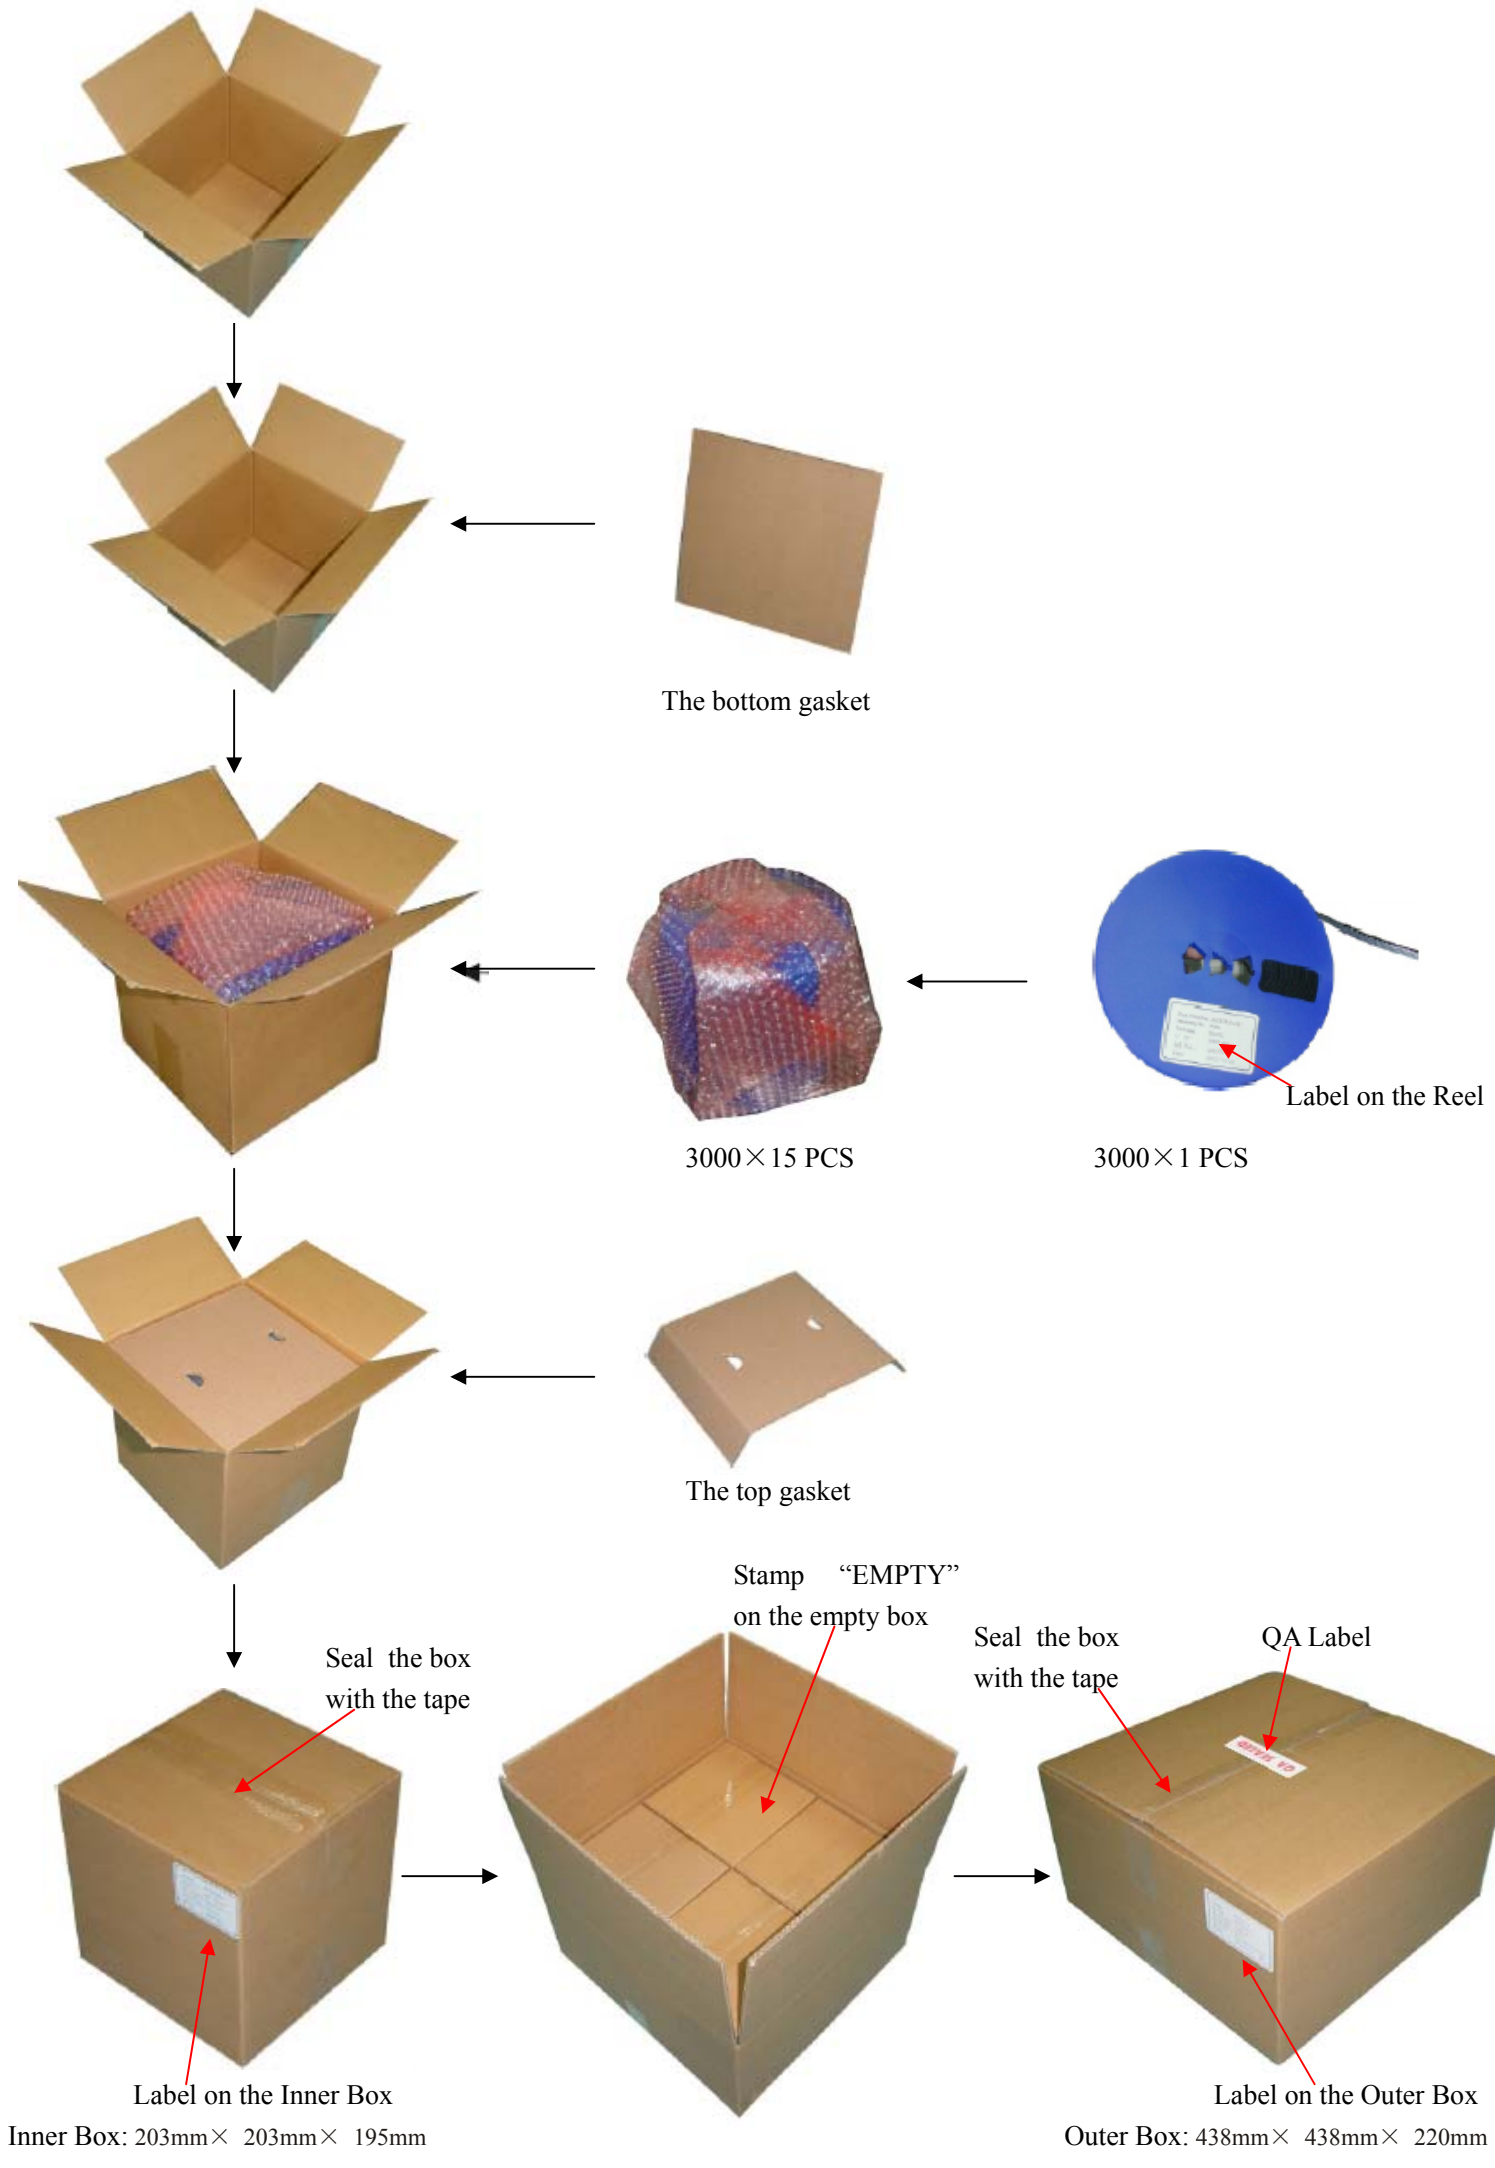 The bottom gasket
Label on the Reel
3000×15 PCS
3000×1 PCS
The top gasket
Stamp “EMPTY”
on the empty box
Seal the box
with the tape
Seal the box
with the tape
QA Label
QA SEALED
Label on the Inner Box
Label on the Outer Box
Inner Box: 203mm× 203mm× 195mm
Outer Box: 438mm× 438mm× 220mm